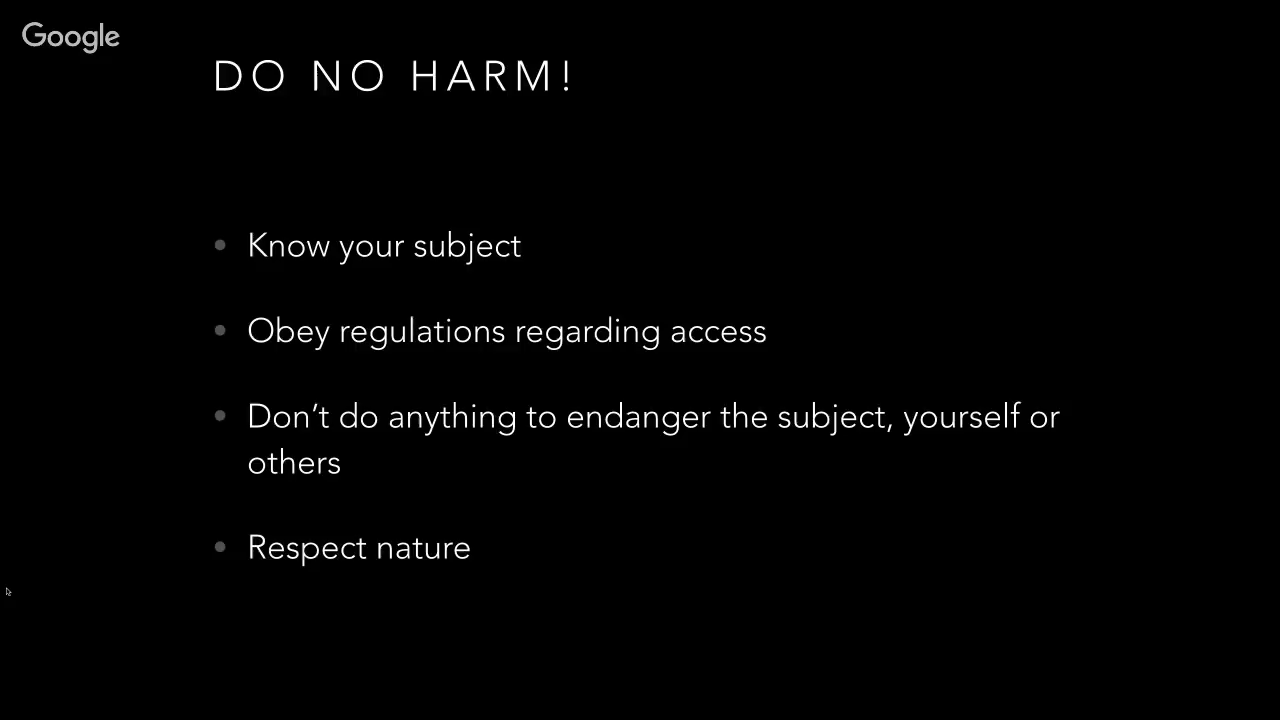 Google
DO NO HARM!
• Know your subject
• Obey regulations regarding access
• Don’t do anything to endanger the subject, yourself or
others
• Respect nature